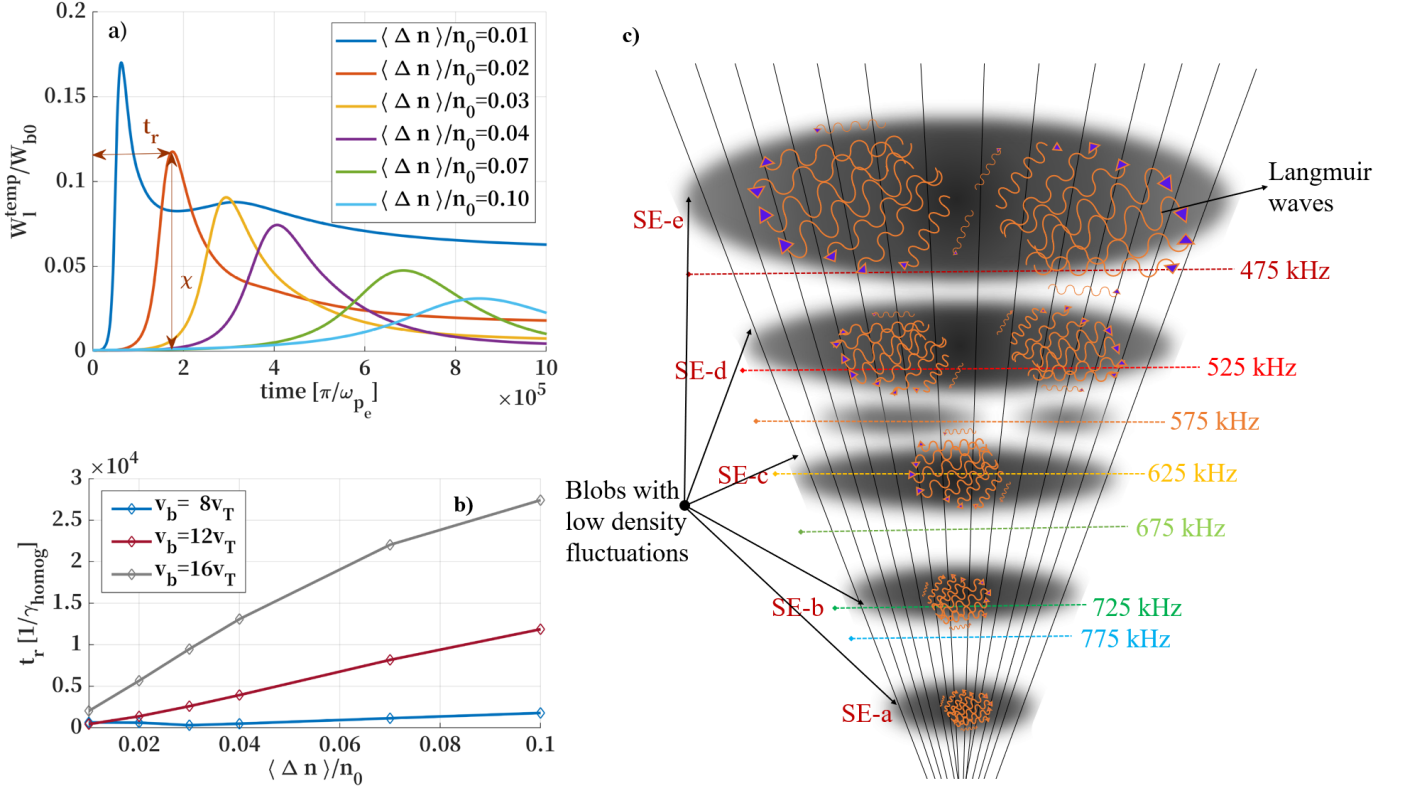 a)
0.2
0.15
0.1
0.05
0
W_l^temp/W_b0
⟨ Δ n ⟩/n_0=0.01
⟨ Δ n ⟩/n_0=0.02
⟨ Δ n ⟩/n_0=0.03
⟨ Δ n ⟩/n_0=0.04
⟨ Δ n ⟩/n_0=0.07
⟨ Δ n ⟩/n_0=0.10
t_r
χ
0 2 4 6 8 10
×10^5
time [π/ω_p_e]
b)
×10^4
3
2.5
2
1.5
1
0.5
0
t_r [1/γ_homog]
v_b= 8v_T
v_b=12v_T
v_b=16v_T
0.02 0.04 0.06 0.08 0.1
⟨ Δ n ⟩/n_0
c)
Langmuir
waves
SE-e
475 kHz
SE-d
525 kHz
575 kHz
SE-c
625 kHz
Blobs with
low density
fluctuations
675 kHz
SE-b
725 kHz
775 kHz
SE-a